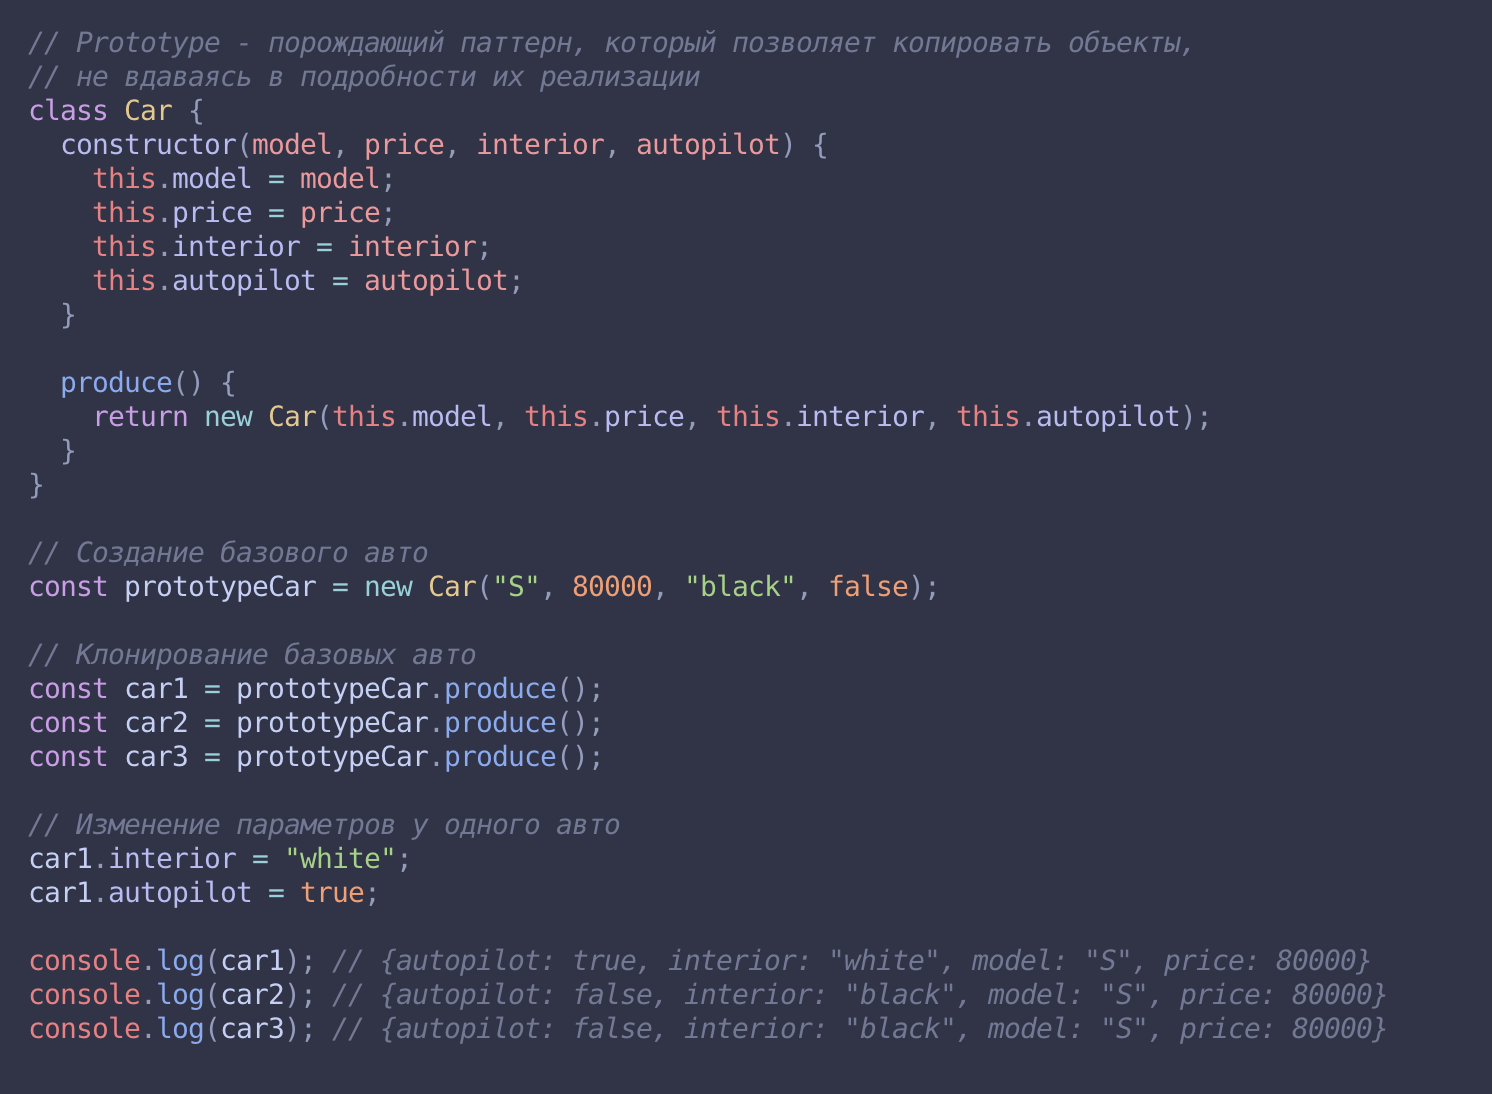 // Prototype - порождающий паттерн, который позволяет копировать объекты,
// не вдаваясь в подробности их реализации
class Car {
  constructor(model, price, interior, autopilot) {
    this.model = model;
    this.price = price;
    this.interior = interior;
    this.autopilot = autopilot;
  }

  produce() {
    return new Car(this.model, this.price, this.interior, this.autopilot);
  }
}

// Создание базового авто
const prototypeCar = new Car("S", 80000, "black", false);

// Клонирование базовых авто
const car1 = prototypeCar.produce();
const car2 = prototypeCar.produce();
const car3 = prototypeCar.produce();

// Изменение параметров у одного авто
car1.interior = "white";
car1.autopilot = true;

console.log(car1); // {autopilot: true, interior: "white", model: "S", price: 80000}
console.log(car2); // {autopilot: false, interior: "black", model: "S", price: 80000}
console.log(car3); // {autopilot: false, interior: "black", model: "S", price: 80000}